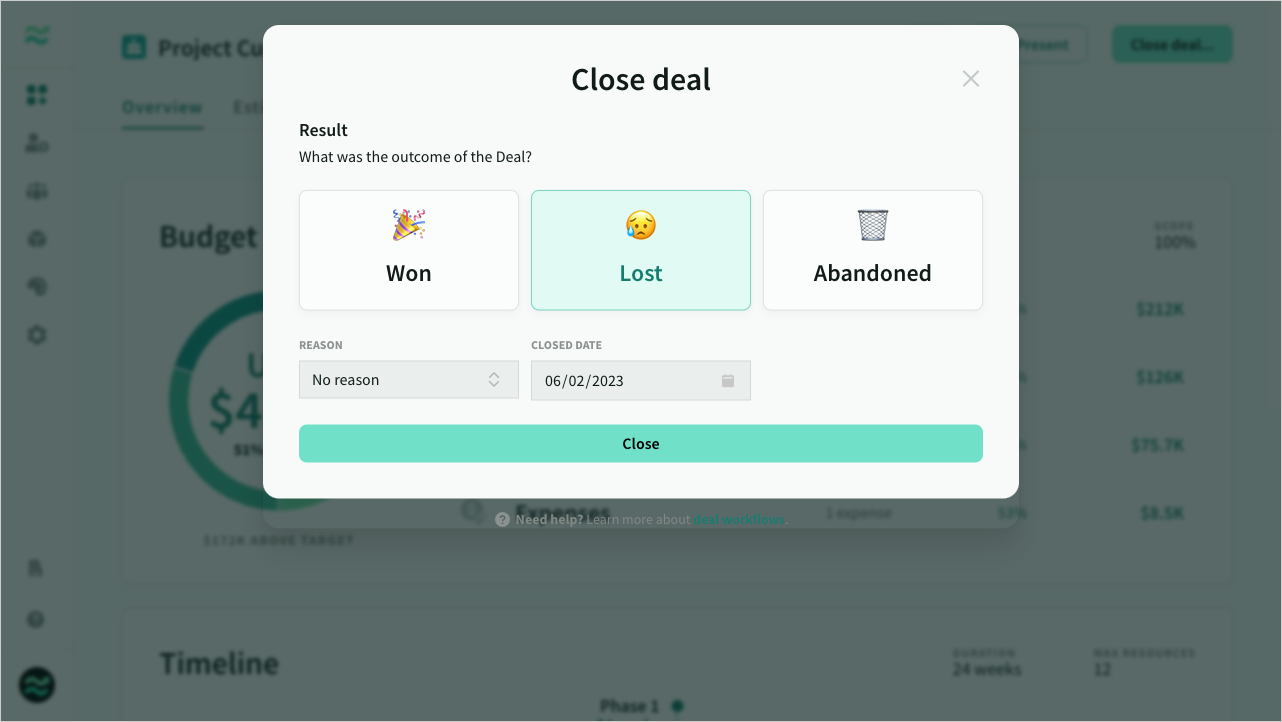 Project Cu
Present
Close deal...
Overview
Esti
Close deal
Result
What was the outcome of the Deal?
Won
Lost
Abandoned
REASON
CLOSED DATE
No reason
06/02/2023
Close
Need help? Learn more about deal workflows.
Budget
SCOPE
100%
$212K
$126K
$75.7K
U
$4
51%
Expenses
1 expense
53%
$8.5K
$172K ABOVE TARGET
Timeline
DURATION
24 weeks
MAX RESOURCES
12
Phase 1